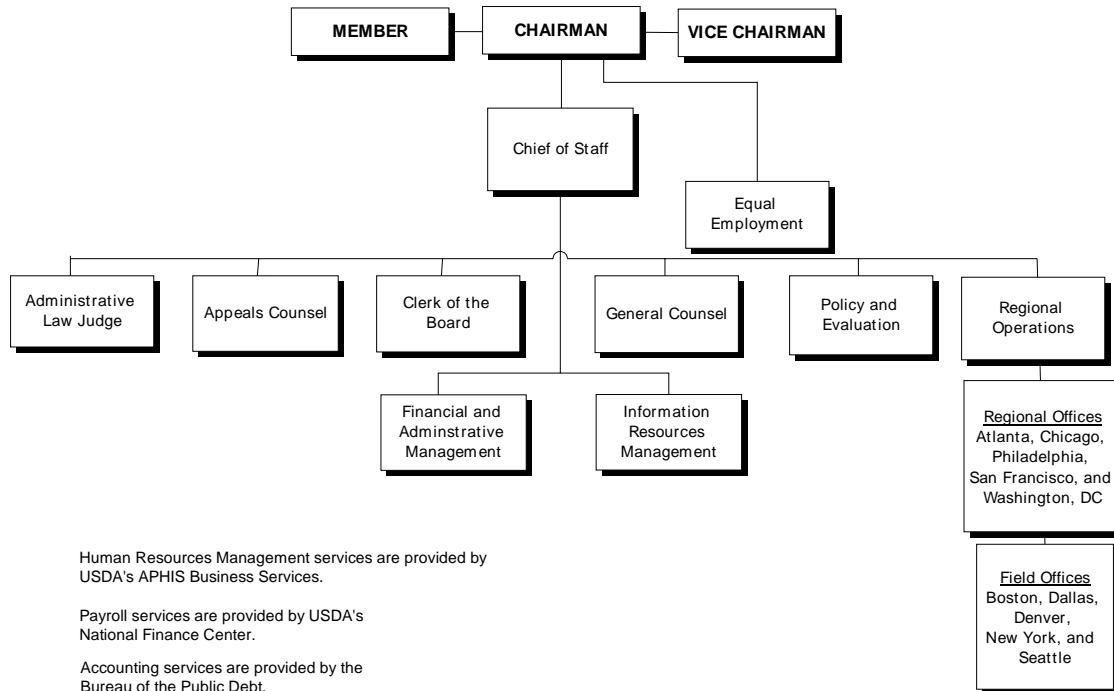 MEMBER
CHAIRMAN
VICE CHAIRMAN
Chief of Staff
Equal
Employment
Administrative
Law Judge
Appeals Counsel
Clerk of the
Board
General Counsel
Policy and
Evaluation
Regional
Operations
Financial and
Adminstrative
Management
Information
Resources
Management
Regional Offices
Atlanta, Chicago,
Philadelphia,
San Francisco, and
Washington, DC
Field Offices
Boston, Dallas,
Denver,
New York, and
Seattle
Human Resources Management services are provided by
USDA's APHIS Business Services.
Payroll services are provided by USDA's
National Finance Center.
Accounting services are provided by the
Bureau of the Public Debt.